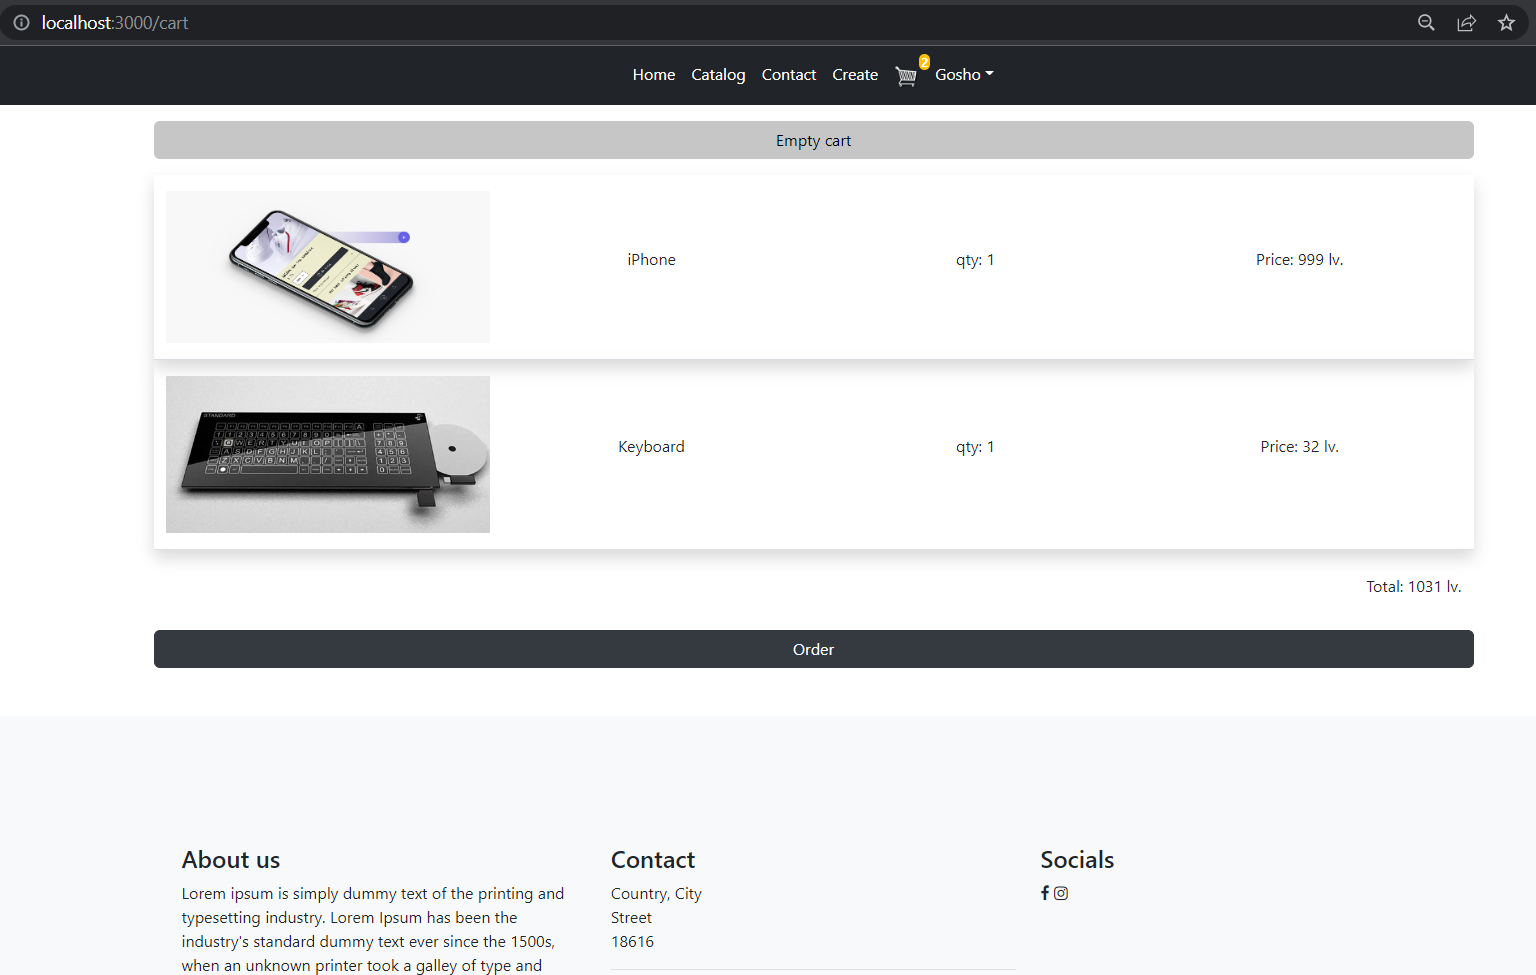 localhost:3000/cart
Home Catalog Contact Create 2 Gosho
Empty cart
iPhone qty: 1 Price: 999 lv.
STANDARD
Keyboard qty: 1 Price: 32 lv.
Total: 1031 lv.
Order
About us
Lorem ipsum is simply dummy text of the printing and
typesetting industry. Lorem Ipsum has been the
industry's standard dummy text ever since the 1500s,
when an unknown printer took a galley of type and
Contact
Country, City
Street
18616
Socials